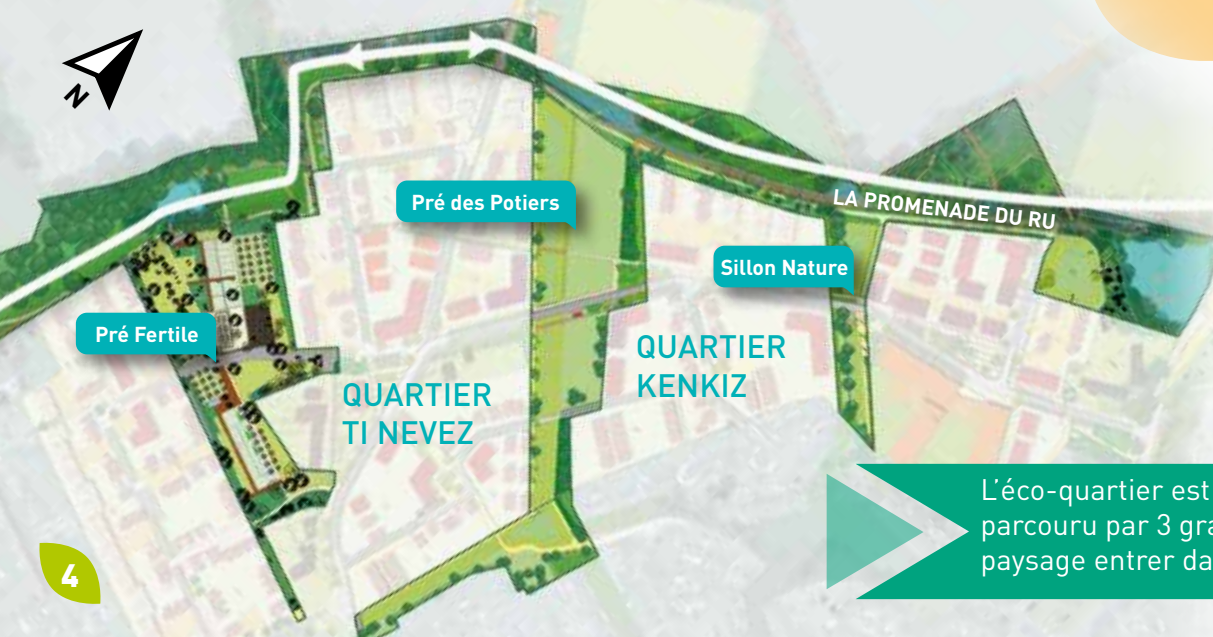 N
Pré des Potiers
LA PROMENADE DU RU
Sillon Nature
Pré Fertile
QUARTIER
KENKIZ
QUARTIER
TI NEVEZ
L'éco-quartier est
parcouru par 3 gra
paysage entrer da
4